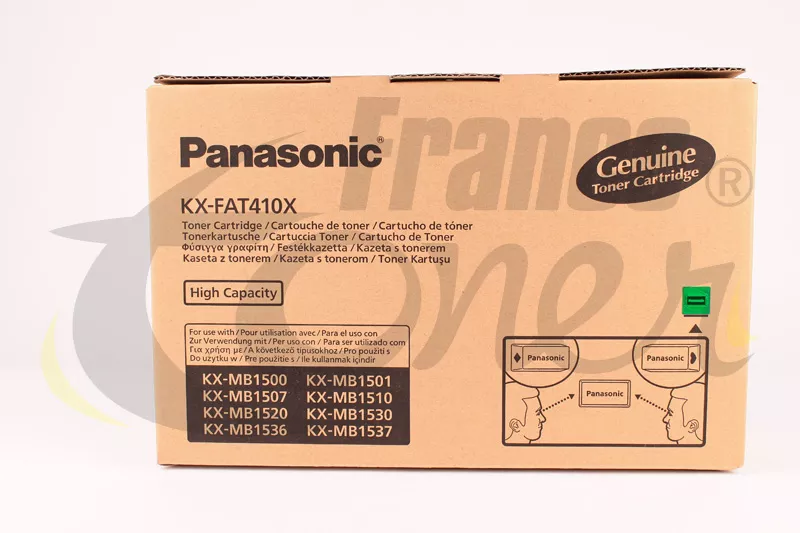 France
Toner®
Panasonic®
Genuine
Toner Cartridge
KX-FAT410X
Toner Cartridge / Cartouche de toner / Cartucho de tóner
Tonerkartusche / Cartuccia Toner / Cartucho de Toner
Φύσιγγα γραφίτη / Festékkazetta / Kazeta s tonerem
Kaseta z tonerem / Kazeta s tonerom / Toner Kartuşu
High Capacity
For use with / Pour utilisation avec / Para el uso con
Zur Verwendung mit / Per uso con / Para ser utilizado com
Για χρήση με / A következő típusokhoz / Pro použití s
Do użytku w / Pre použitie s / ile kullanmak içindir
KX-MB1500 KX-MB1501
KX-MB1507 KX-MB1510
KX-MB1520 KX-MB1530
KX-MB1536 KX-MB1537
Panasonic
Panasonic
Panasonic